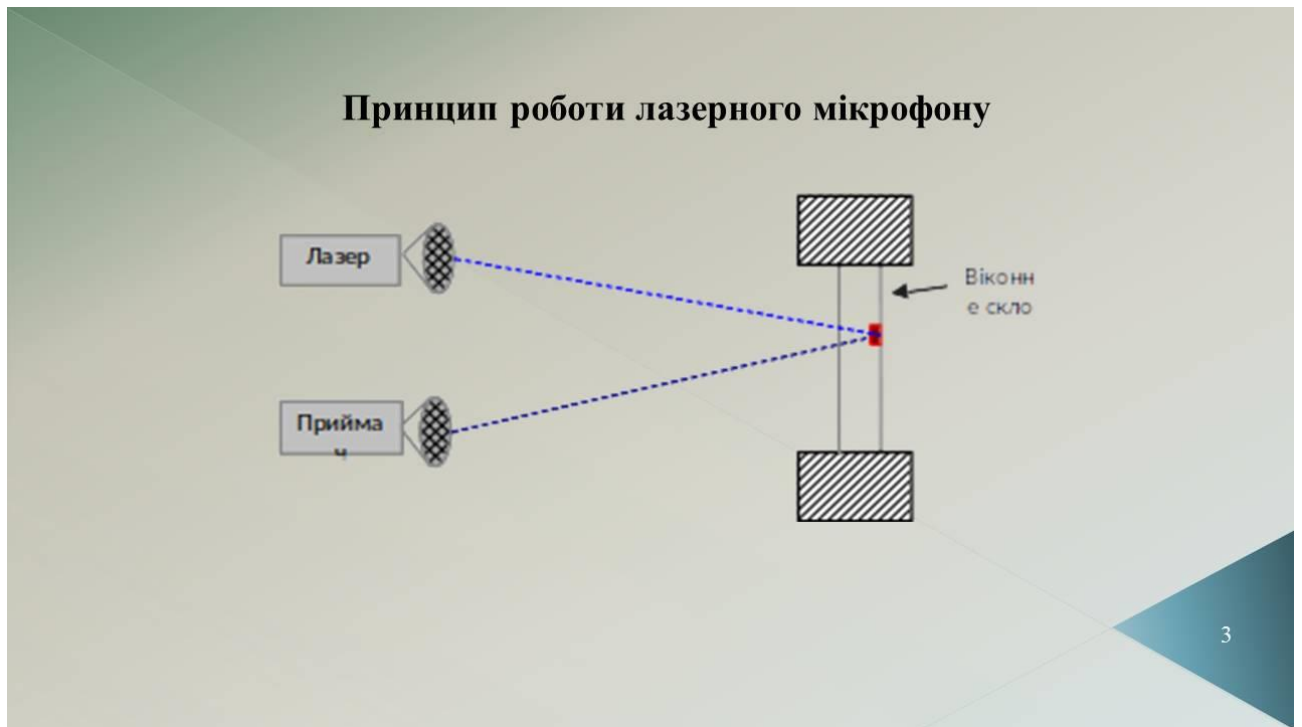 Принцип роботи лазерного мікрофону
Лазер
Віконн
е скло
Прийма
ч
3